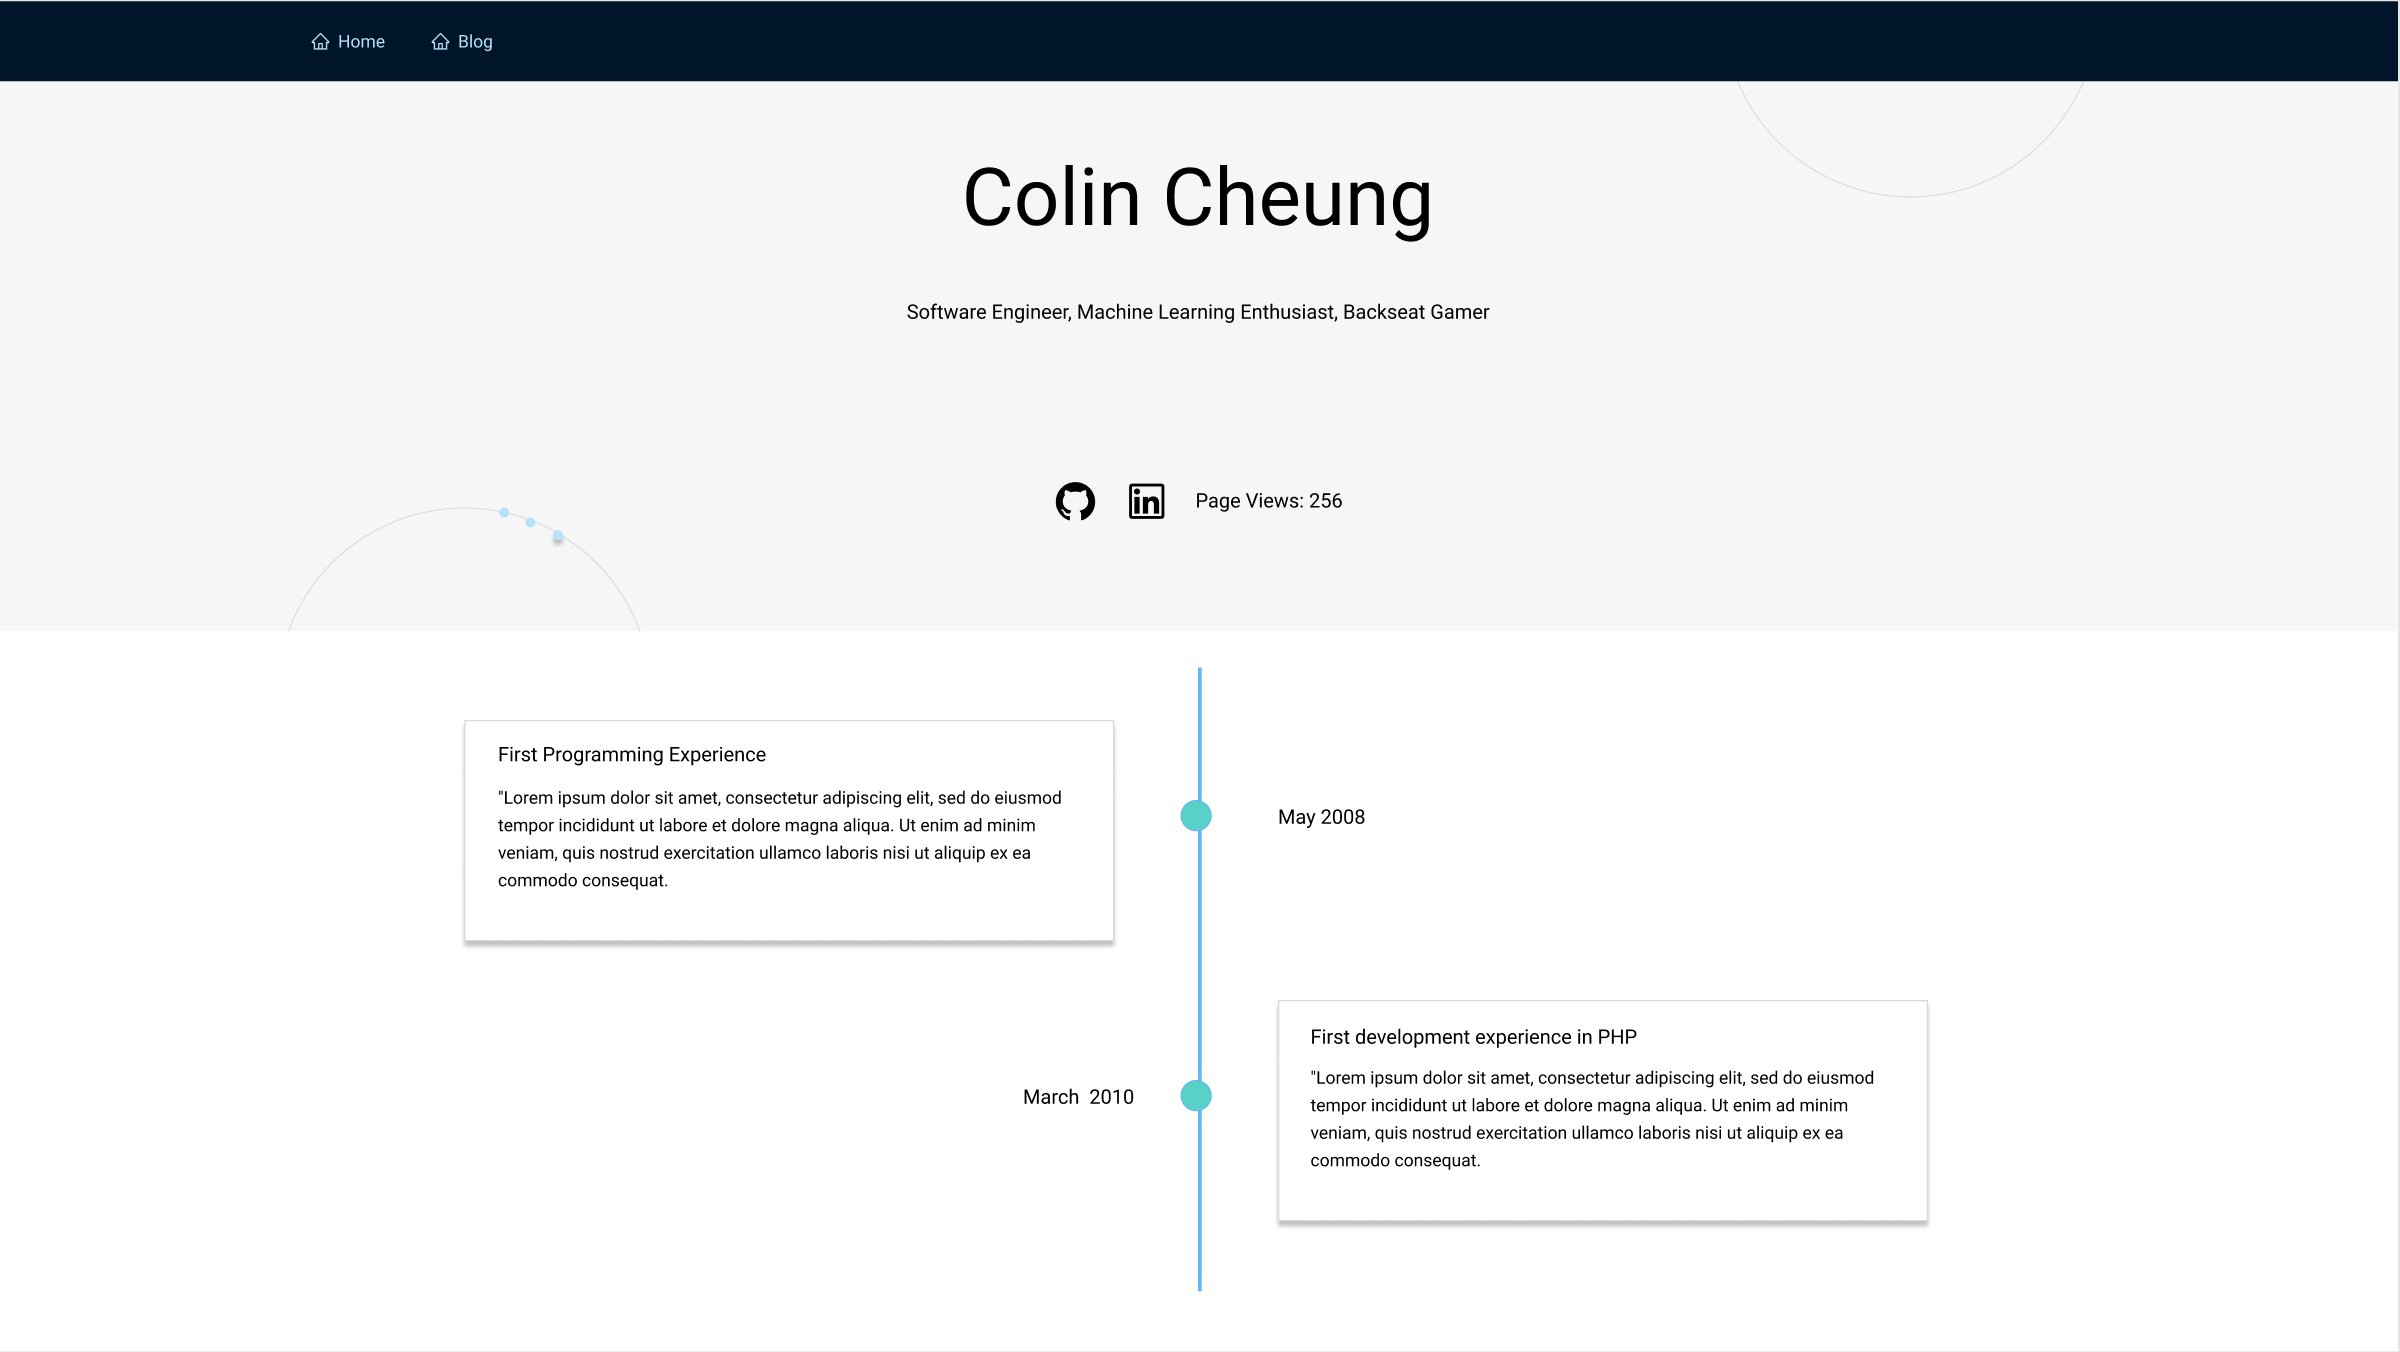 Home
Blog
Colin Cheung
Software Engineer, Machine Learning Enthusiast, Backseat Gamer
in
Page Views: 256
First Programming Experience
"Lorem ipsum dolor sit amet, consectetur adipiscing elit, sed do eiusmod
tempor incididunt ut labore et dolore magna aliqua. Ut enim ad minim
veniam, quis nostrud exercitation ullamco laboris nisi ut aliquip ex ea
commodo consequat.
May 2008
First development experience in PHP
"Lorem ipsum dolor sit amet, consectetur adipiscing elit, sed do eiusmod
tempor incididunt ut labore et dolore magna aliqua. Ut enim ad minim
veniam, quis nostrud exercitation ullamco laboris nisi ut aliquip ex ea
commodo consequat.
March  2010